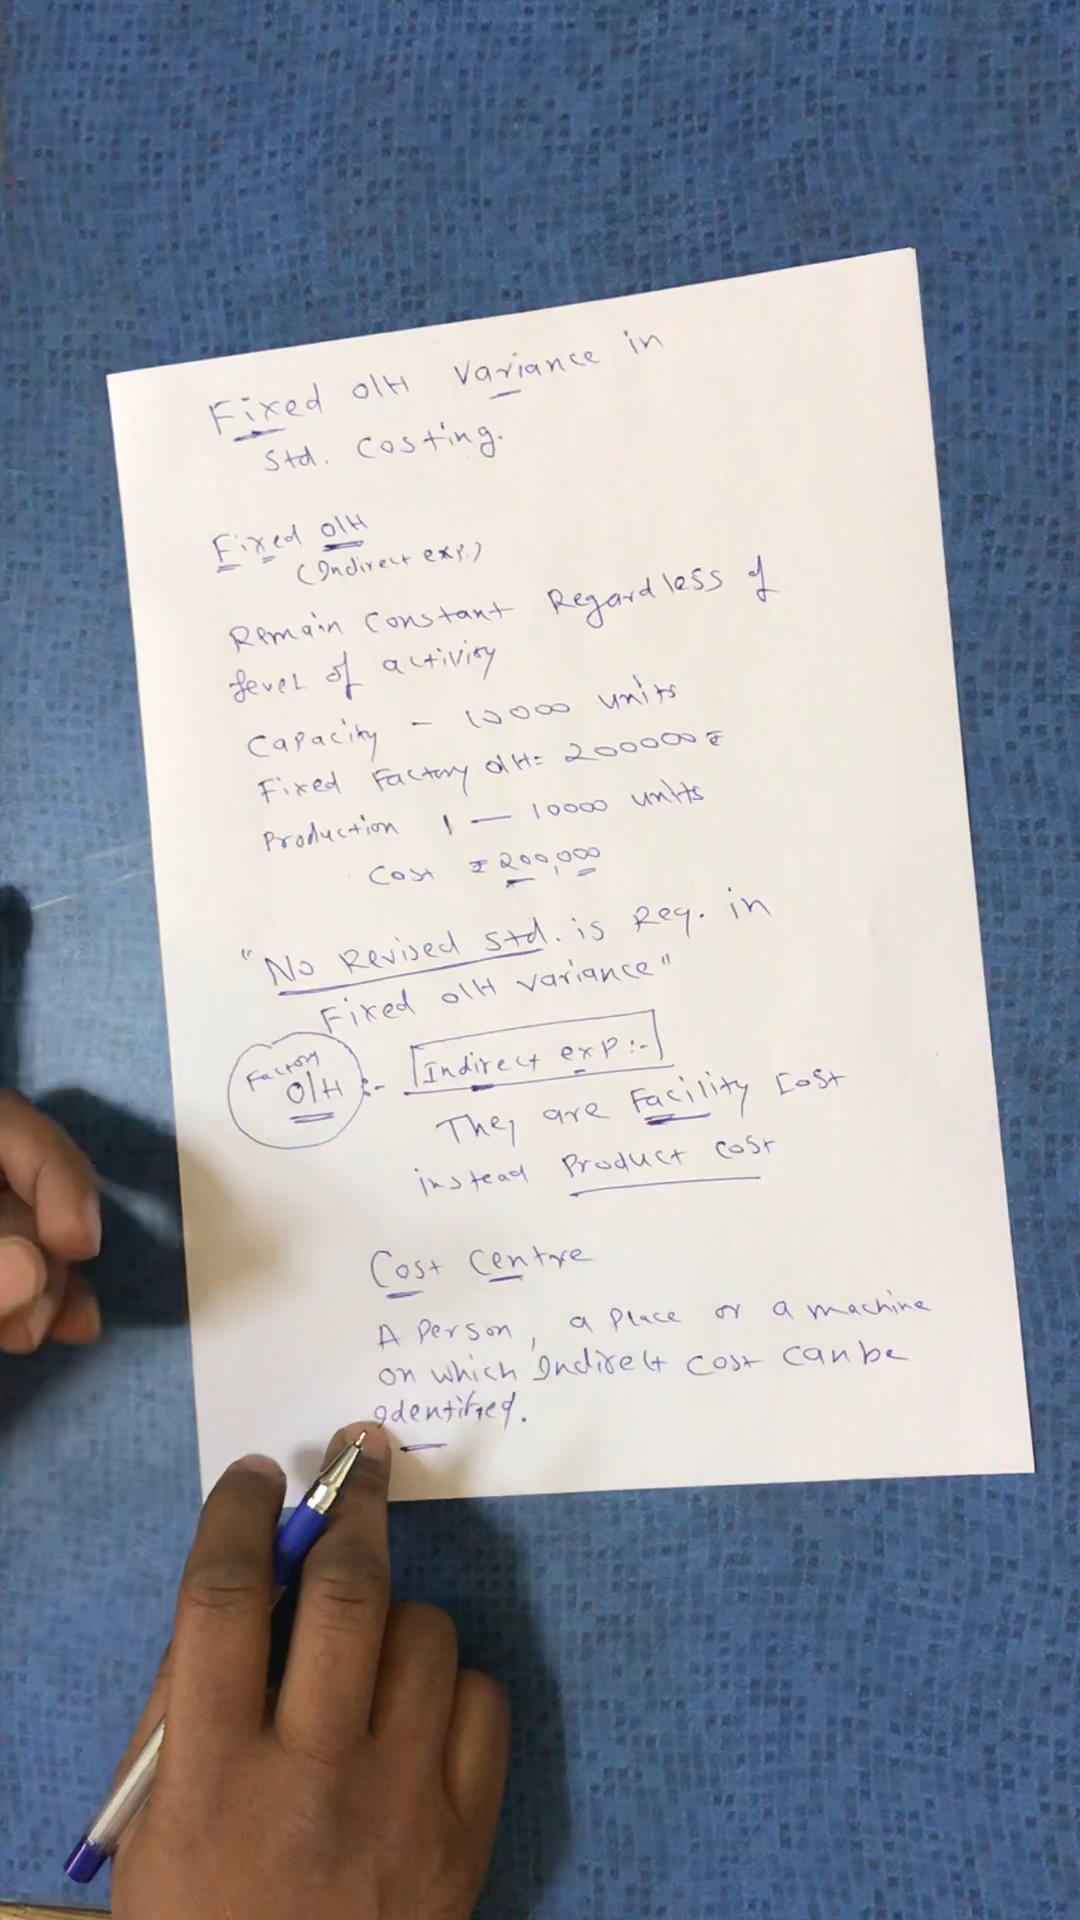 Fixed O/H Variance in
Std. Costing.
Fixed O/H
(Indirect exp.)
Remain Constant Regardless of
level of activity
Capacity - 10000 units
Fixed Factory O/H = 200000 ₹
Production 1 — 10000 units
Cost ₹ 200,000
"No Revised Std. is Req. in
Fixed O/H Variance"
Factory O/H :- Indirect exp :-
They are Facility Cost
instead Product cost
Cost Centre
A Person, a Place or a machine
on which Indirect cost can be
Identified.